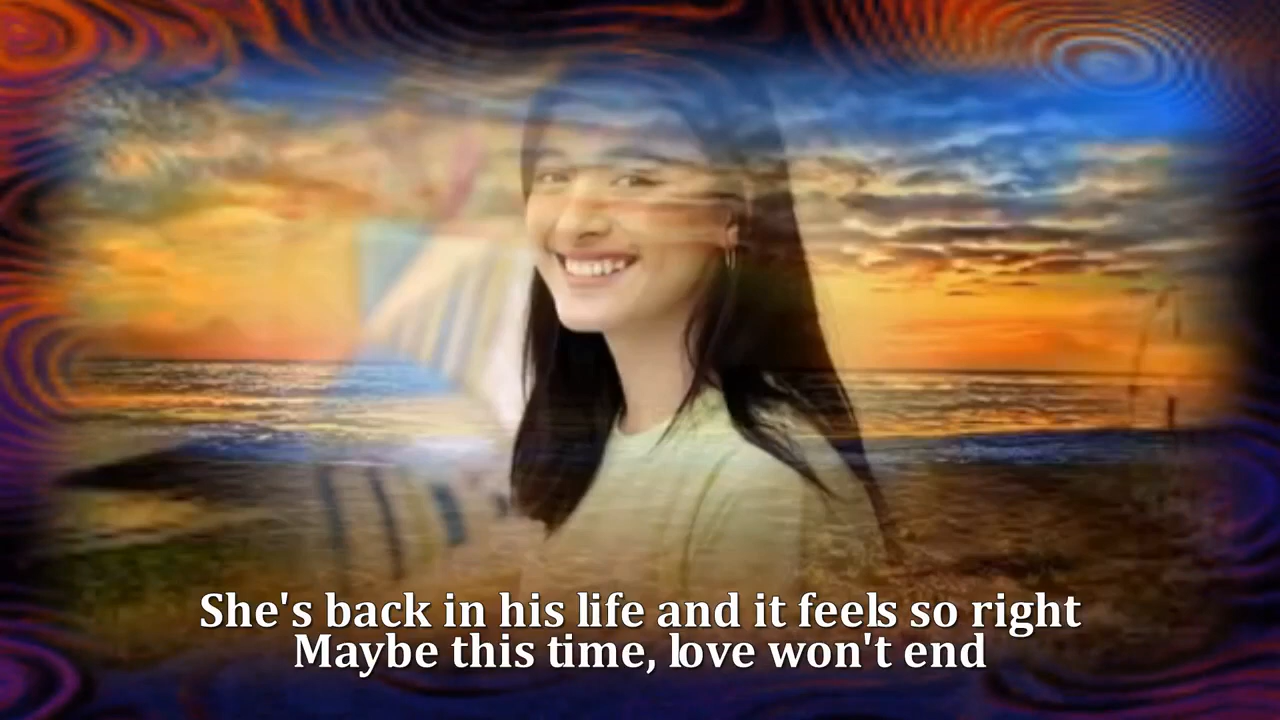 She's back in his life and it feels so right
Maybe this time, love won't end